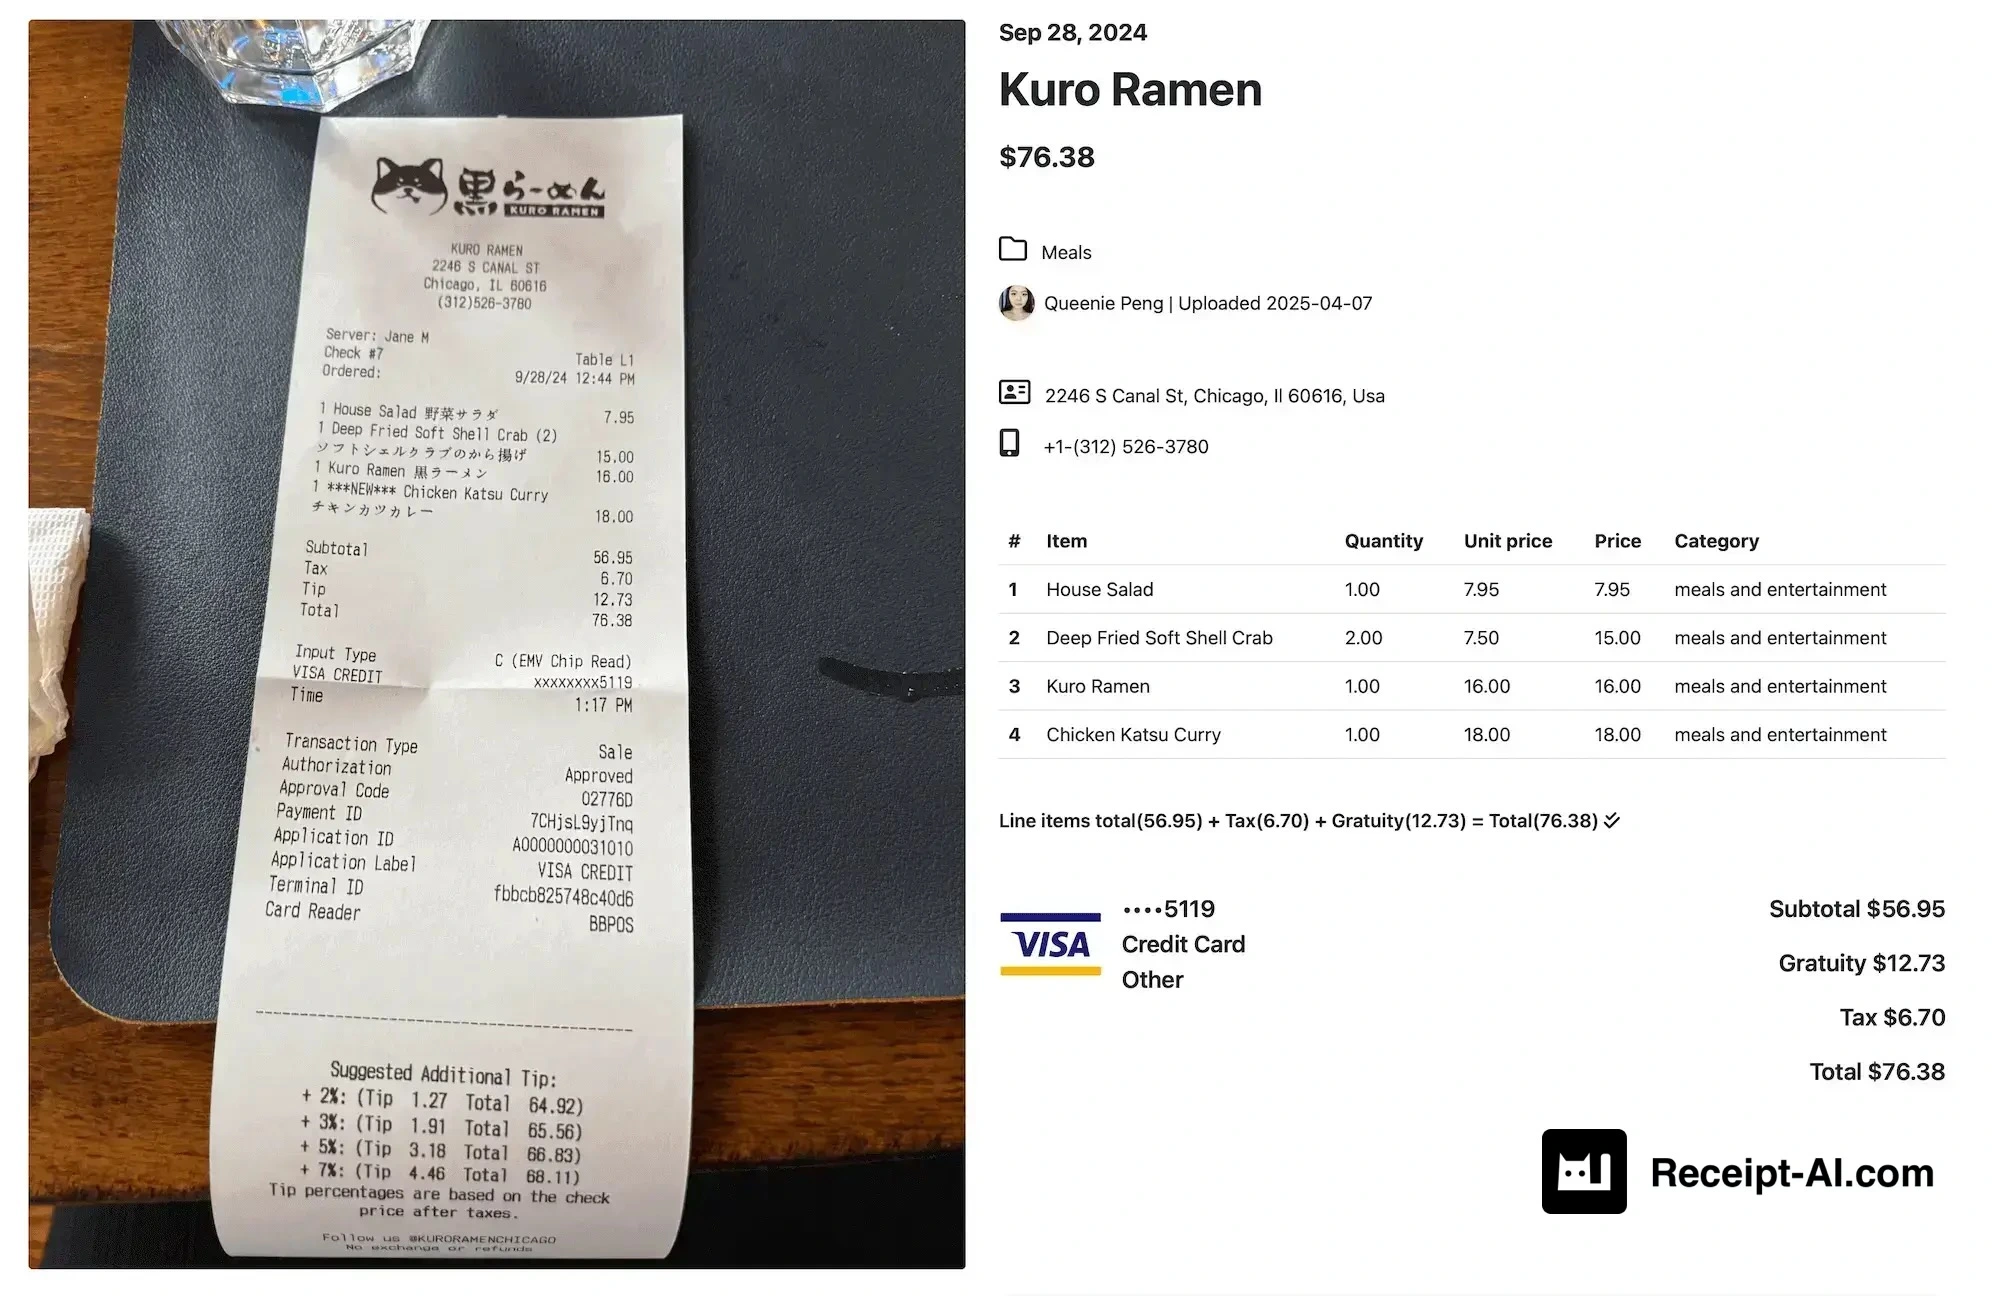 黒らーめん
KURO RAMEN
KURO RAMEN
2246 S CANAL ST
Chicago, IL 60616
(312)526-3780
Server: Jane M
Check #7 Table L1
Ordered: 9/28/24 12:44 PM
1 House Salad 野菜サラダ 7.95
1 Deep Fried Soft Shell Crab (2)
ソフトシェルクラブのから揚げ 15.00
1 Kuro Ramen 黒ラーメン 16.00
1 ***NEW*** Chicken Katsu Curry
チキンカツカレー 18.00
Subtotal 56.95
Tax 6.70
Tip 12.73
Total 76.38
Input Type C (EMV Chip Read)
VISA CREDIT xxxxxxxx5119
Time 1:17 PM
Transaction Type Sale
Authorization Approved
Approval Code 02776D
Payment ID 7CHjsL9yjTnq
Application ID A0000000031010
Application Label VISA CREDIT
Terminal ID fbbcb825748c40d6
Card Reader BBPOS
Suggested Additional Tip:
+ 2%: (Tip 1.27 Total 64.92)
+ 3%: (Tip 1.91 Total 65.56)
+ 5%: (Tip 3.18 Total 66.83)
+ 7%: (Tip 4.46 Total 68.11)
Tip percentages are based on the check
price after taxes.
Follow us @KURORAMENCHICAGO
No exchange or refunds
Sep 28, 2024
Kuro Ramen
$76.38
Meals
Queenie Peng | Uploaded 2025-04-07
2246 S Canal St, Chicago, Il 60616, Usa
+1-(312) 526-3780
# Item Quantity Unit price Price Category
1 House Salad 1.00 7.95 7.95 meals and entertainment
2 Deep Fried Soft Shell Crab 2.00 7.50 15.00 meals and entertainment
3 Kuro Ramen 1.00 16.00 16.00 meals and entertainment
4 Chicken Katsu Curry 1.00 18.00 18.00 meals and entertainment
Line items total(56.95) + Tax(6.70) + Gratuity(12.73) = Total(76.38)
VISA
••••5119
Credit Card
Other
Subtotal $56.95
Gratuity $12.73
Tax $6.70
Total $76.38
Receipt-AI.com